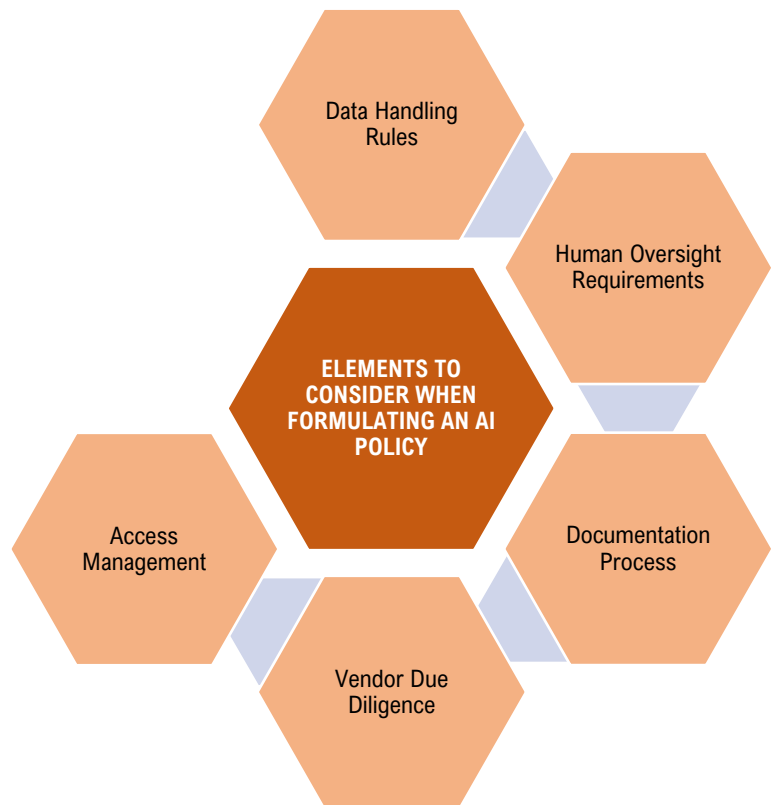 Data Handling
Rules
Human Oversight
Requirements
ELEMENTS TO
CONSIDER WHEN
FORMULATING AN AI
POLICY
Access
Management
Documentation
Process
Vendor Due
Diligence